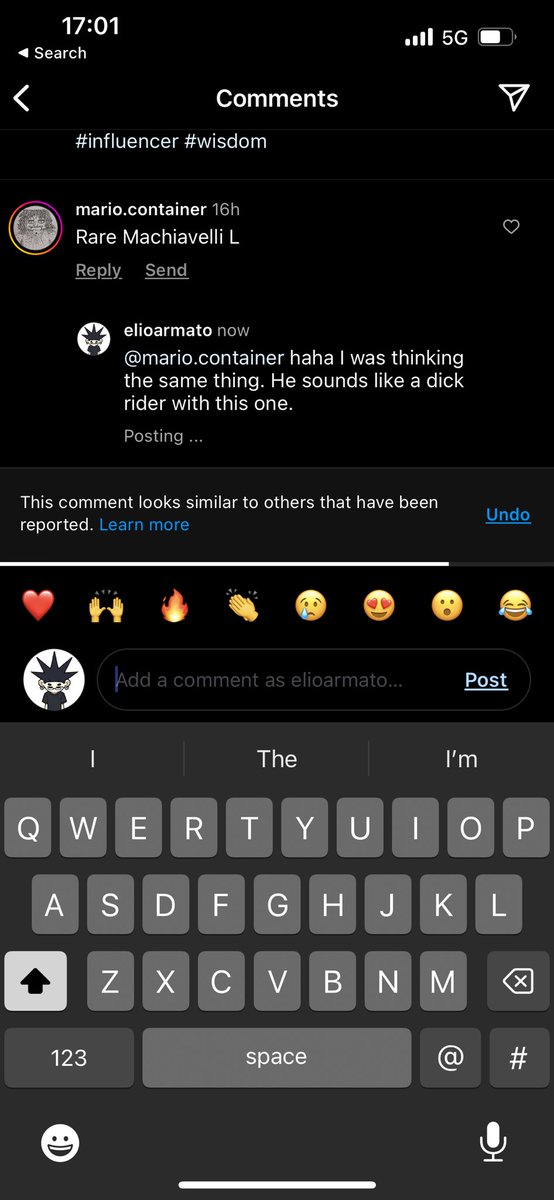 17:01
5G
◀ Search
Comments
#influencer #wisdom
mario.container 16h
Rare Machiavelli L
Reply Send
elioarmato now
@mario.container haha I was thinking
the same thing. He sounds like a dick
rider with this one.
Posting ...
This comment looks similar to others that have been
reported. Learn more
Undo
Add a comment as elioarmato...
Post
I The I'm
Q W E R T Y U I O P
A S D F G H J K L
Z X C V B N M
123 space @ #